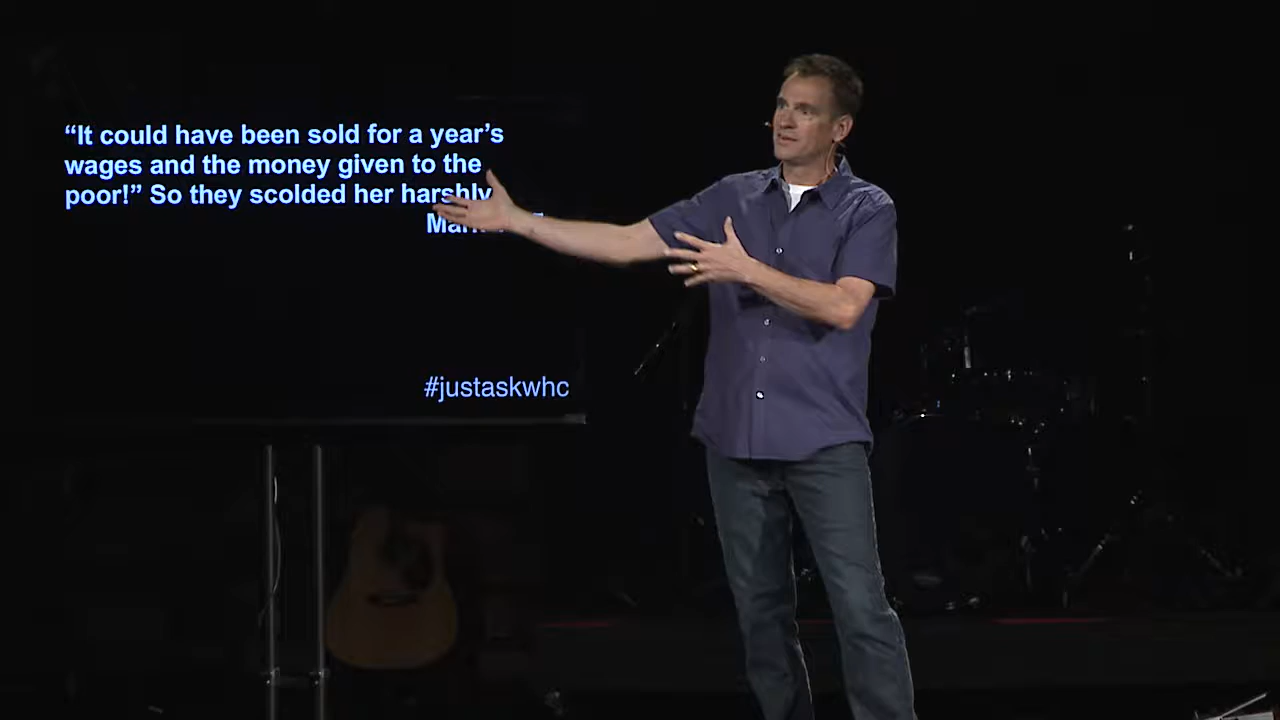 “It could have been sold for a year’s
wages and the money given to the
poor!” So they scolded her harshly
#justaskwhc